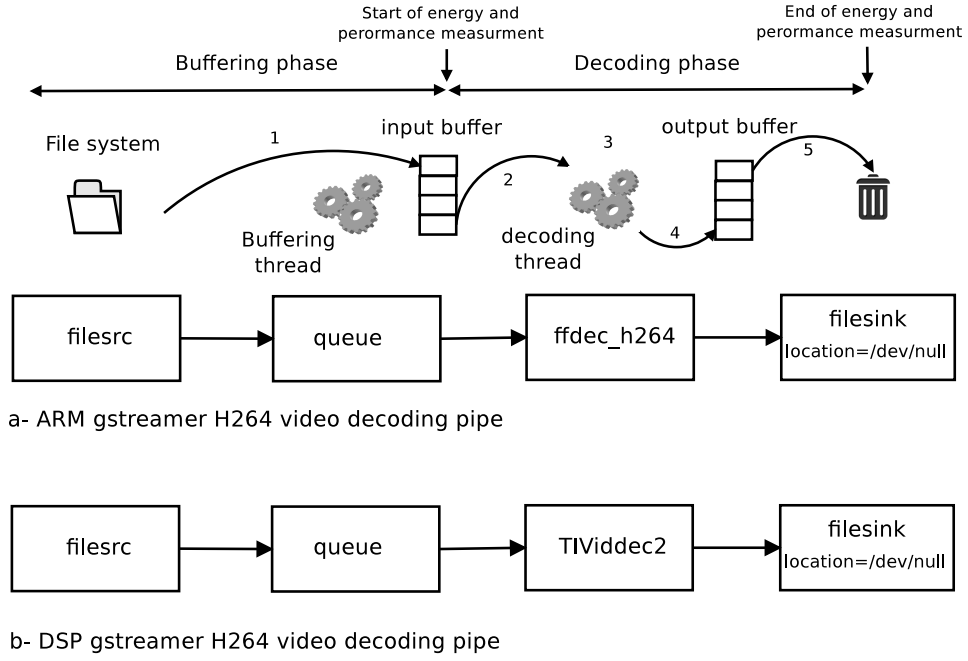 Start of energy and
perormance measurment
End of energy and
perormance measurment
Buffering phase
Decoding phase
File system
1
input buffer
2
3
output buffer
5
Buffering
thread
decoding
thread
4
filesrc
queue
ffdec_h264
filesink
location=/dev/null
a- ARM gstreamer H264 video decoding pipe
filesrc
queue
TIViddec2
filesink
location=/dev/null
b- DSP gstreamer H264 video decoding pipe